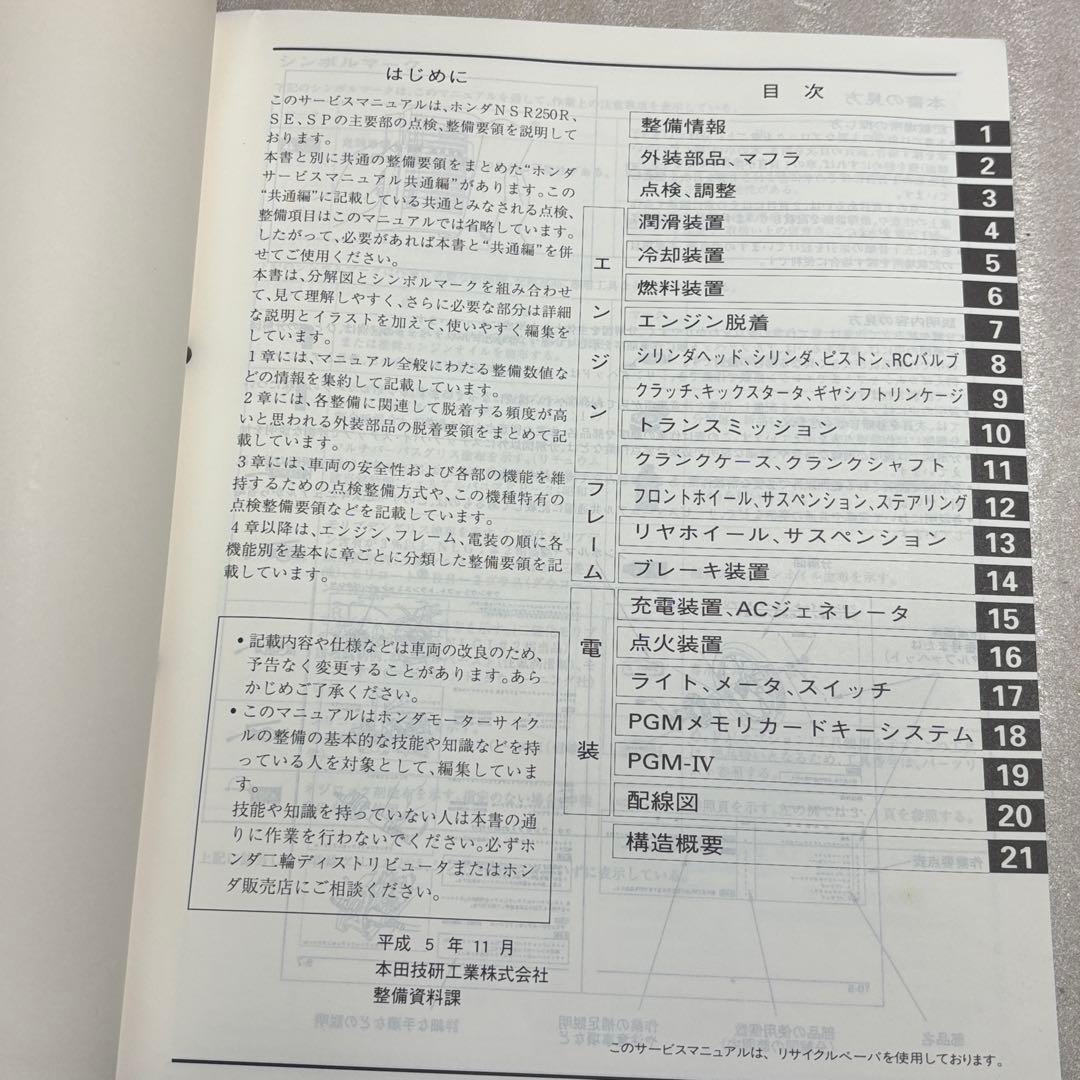 はじめに
このサービスマニュアルは、ホンダNSR250R、
SE、SPの主要部の点検、整備要領を説明して
おります。
本書と別に共通の整備要領をまとめた“ホンダ
サービスマニュアル共通編”があります。この
“共通編”に記載している共通とみなされる点検、
整備項目はこのマニュアルでは省略しています。
したがって、必要があれば本書と“共通編”を併
せてご使用ください。
本書は、分解図とシンボルマークを組み合わせ
て、見て理解しやすく、さらに必要な部分は詳細
な説明とイラストを加えて、使いやすく編集を
しています。
1章には、マニュアル全般にわたる整備数値な
どの情報を集約して記載しています。
2章には、各整備に関連して脱着する頻度が高
いと思われる外装部品の脱着要領をまとめて記
載しています。
3章には、車両の安全性および各部の機能を維
持するための点検整備方式や、この機種特有の
点検整備要領などを記載しています。
4章以降は、エンジン、フレーム、電装の順に各
機能別を基本に章ごとに分類した整備要領を記
載しています。
・記載内容や仕様などは車両の改良のため、
予告なく変更することがあります。あら
かじめご了承ください。
・このマニュアルはホンダモーターサイク
ルの整備の基本的な技能や知識などを持
っている人を対象として、編集していま
す。
技能や知識を持っていない人は本書の通
りに作業を行わないでください。必ずホ
ンダ二輪ディストリビュータまたはホン
ダ販売店にご相談ください。
平成 5 年 11 月
本田技研工業株式会社
整備資料課
目 次
整備情報 1
外装部品、マフラ 2
点検、調整 3
エンジン
潤滑装置 4
冷却装置 5
燃料装置 6
エンジン脱着 7
シリンダヘッド、シリンダ、ピストン、RCバルブ 8
クラッチ、キックスタータ、ギヤシフトリンケージ 9
トランスミッション 10
クランクケース、クランクシャフト 11
フレーム
フロントホイール、サスペンション、ステアリング 12
リヤホイール、サスペンション 13
ブレーキ装置 14
電装
充電装置、ACジェネレータ 15
点火装置 16
ライト、メータ、スイッチ 17
PGMメモリカードキーシステム 18
PGM-Ⅳ 19
配線図 20
構造概要 21
このサービスマニュアルは、リサイクルペーパを使用しております。